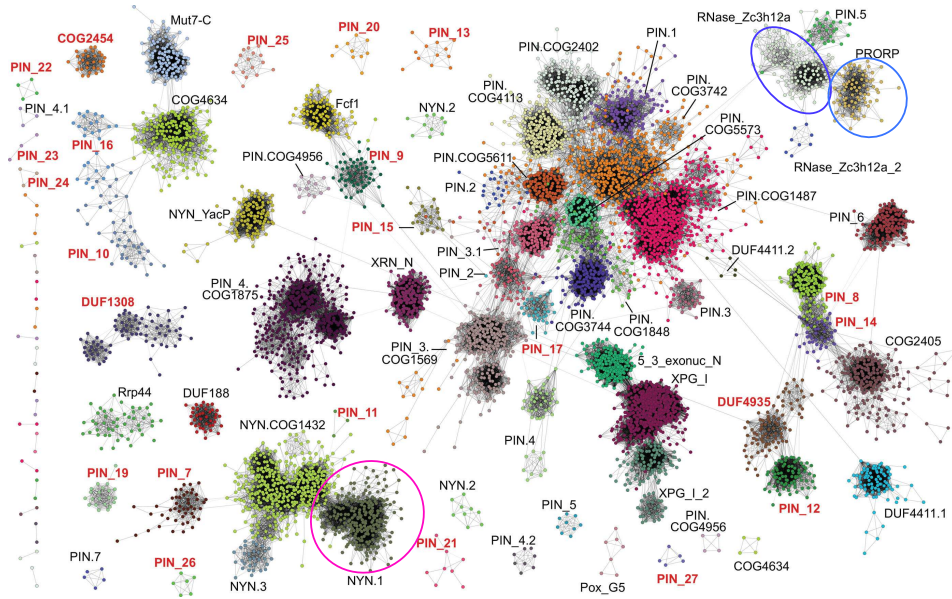 Mut7-C
COG2454
PIN_25
PIN_20
PIN_13
RNase_Zc3h12a
PIN.5
PIN_22
PIN.COG2402
PIN.1
PRORP
PIN_4.1
COG4634
Fcf1
NYN.2
PIN.
COG4113
PIN.
COG3742
PIN_16
PIN.
COG5573
PIN_23
PIN.COG4956
PIN_9
PIN.COG5611
RNase_Zc3h12a_2
PIN_24
PIN.2
PIN.COG1487
NYN_YacP
PIN_15
PIN_6
PIN_10
PIN_3.1
DUF4411.2
PIN_4.
COG1875
XRN_N
PIN_2
PIN_8
DUF1308
PIN.
COG3744
PIN.
COG1848
PIN.3
PIN_14
PIN_3.
COG1569
PIN_17
COG2405
5_3_exonuc_N
XPG_I
Rrp44
DUF188
PIN_11
DUF4935
NYN.COG1432
PIN.4
PIN_19
PIN_7
NYN.2
XPG_I_2
PIN_12
DUF4411.1
PIN_5
PIN.
COG4956
PIN.7
PIN_26
NYN.3
NYN.1
PIN_21
PIN_4.2
Pox_G5
PIN_27
COG4634